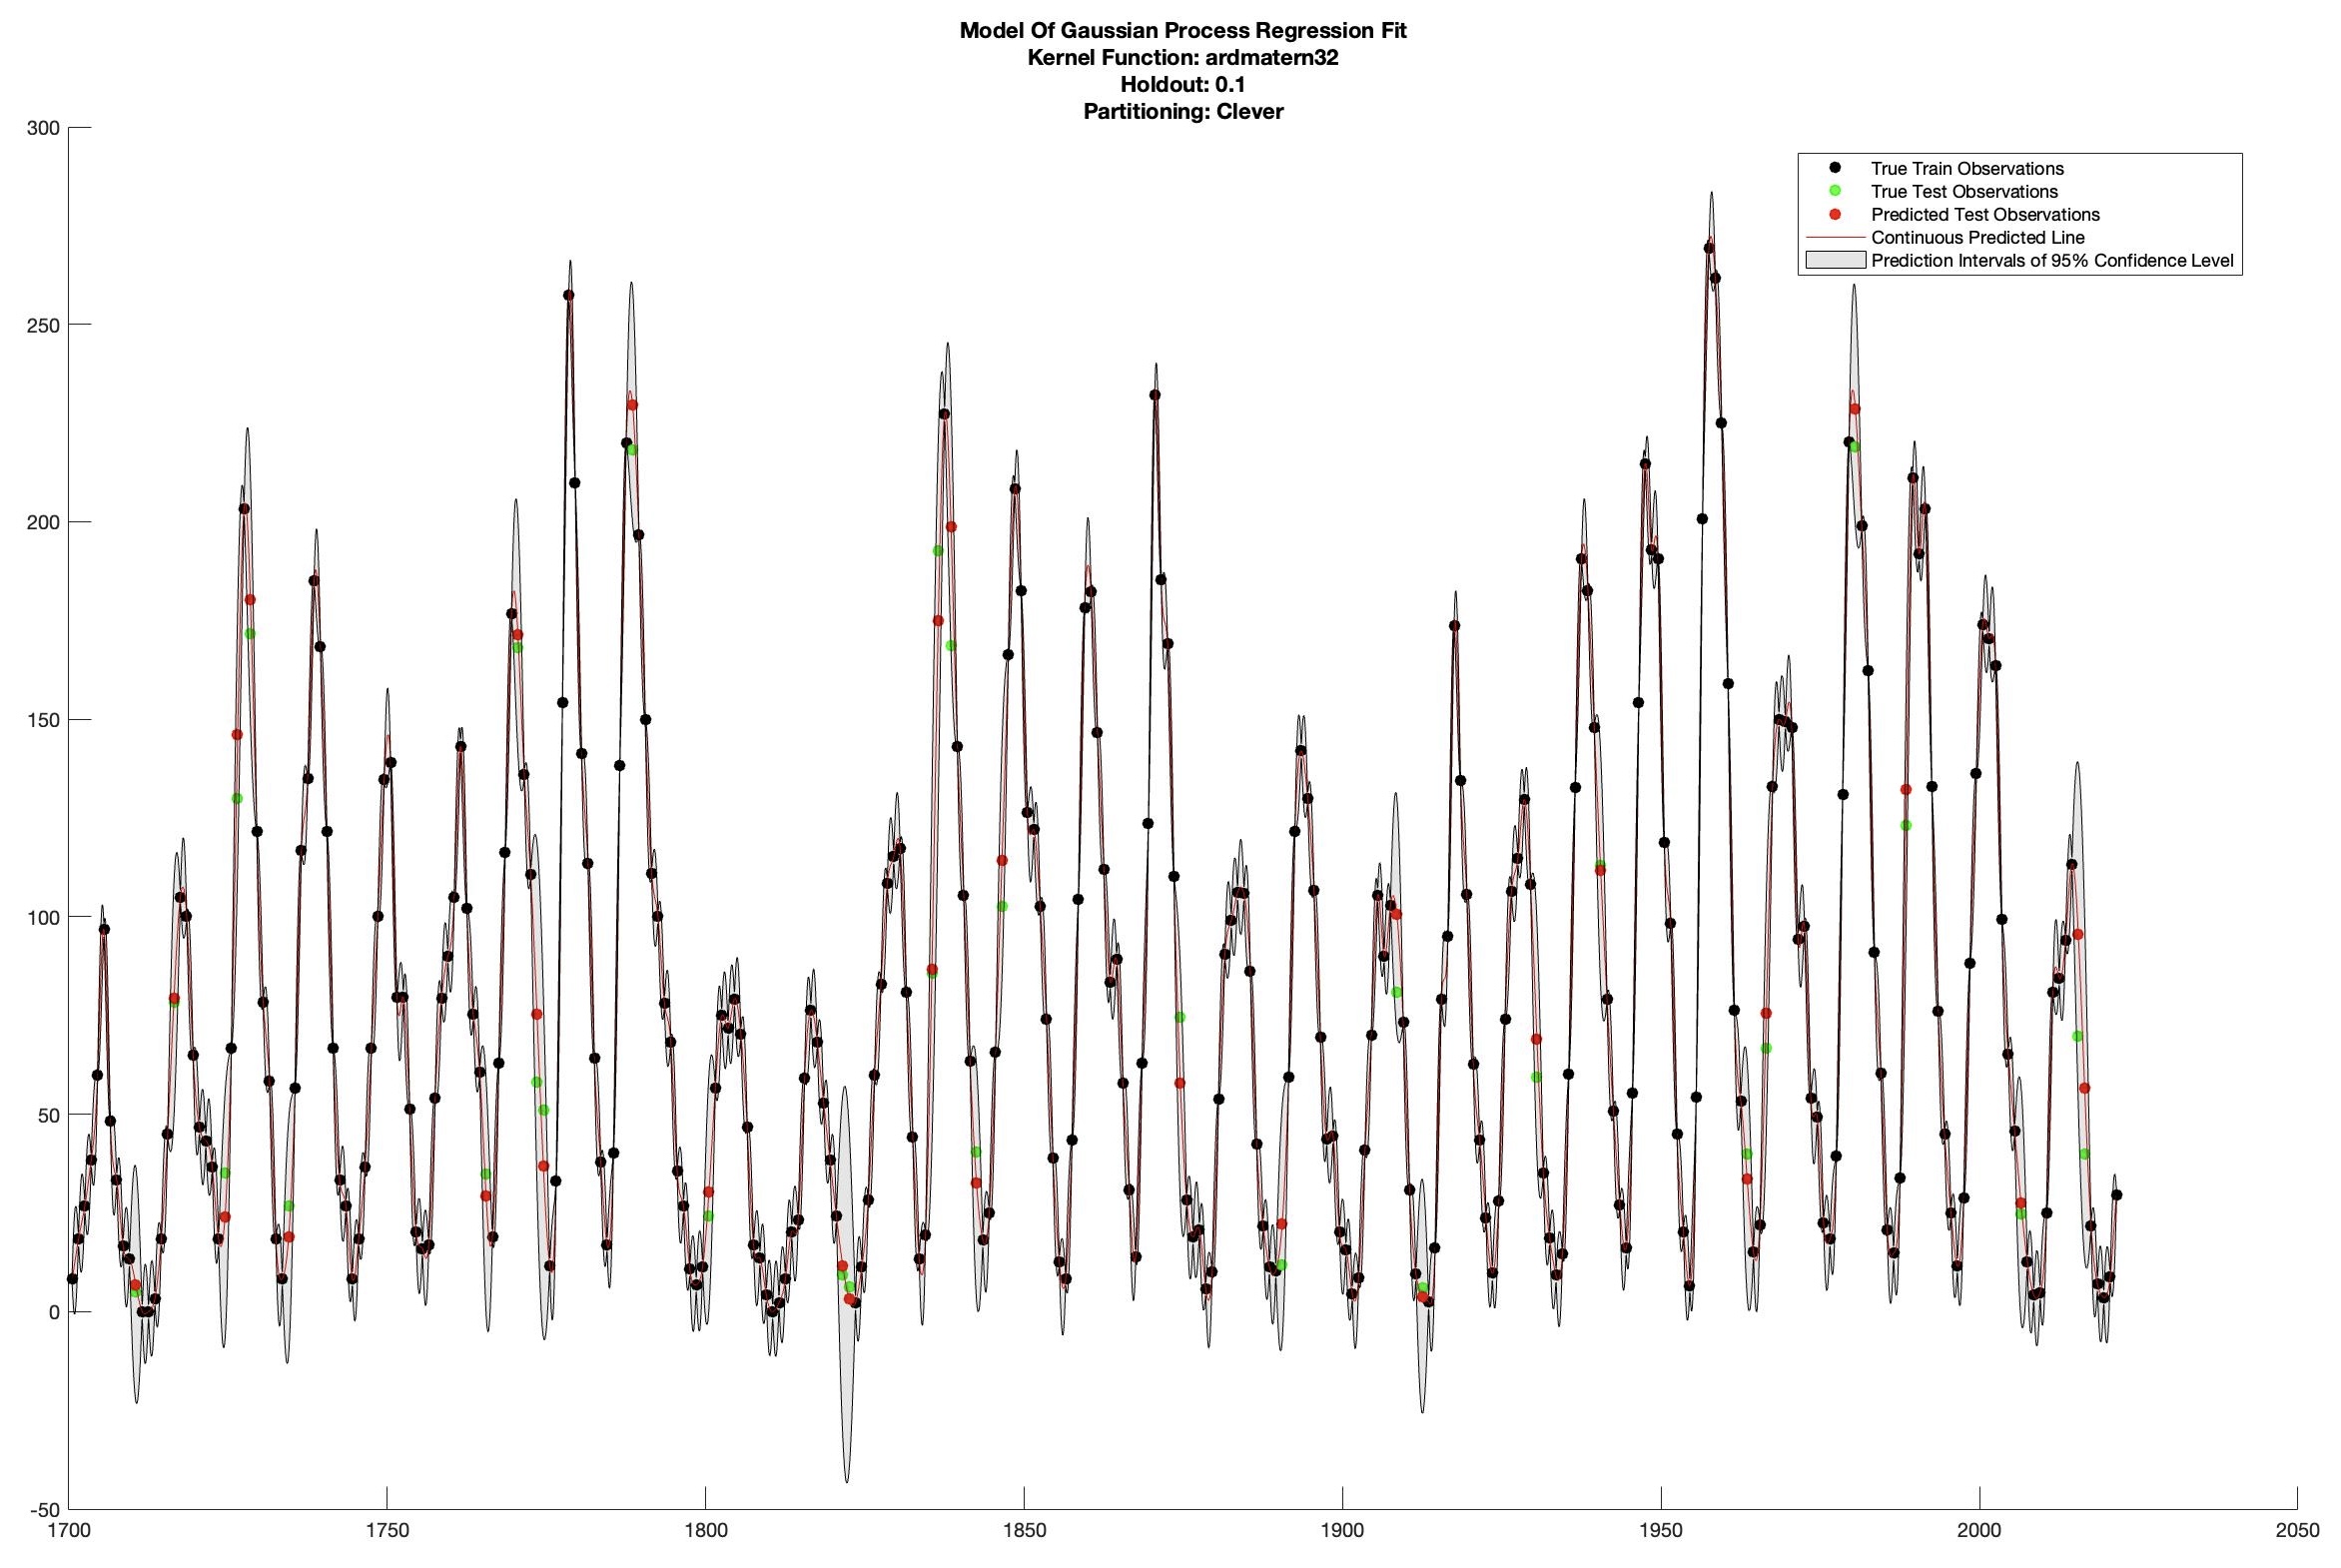 Model Of Gaussian Process Regression Fit
Kernel Function: ardmatern32
Holdout: 0.1
Partitioning: Clever
300
250
200
150
100
50
0
-50
True Train Observations
True Test Observations
Predicted Test Observations
Continuous Predicted Line
Prediction Intervals of 95% Confidence Level
1700 1750 1800 1850 1900 1950 2000 2050